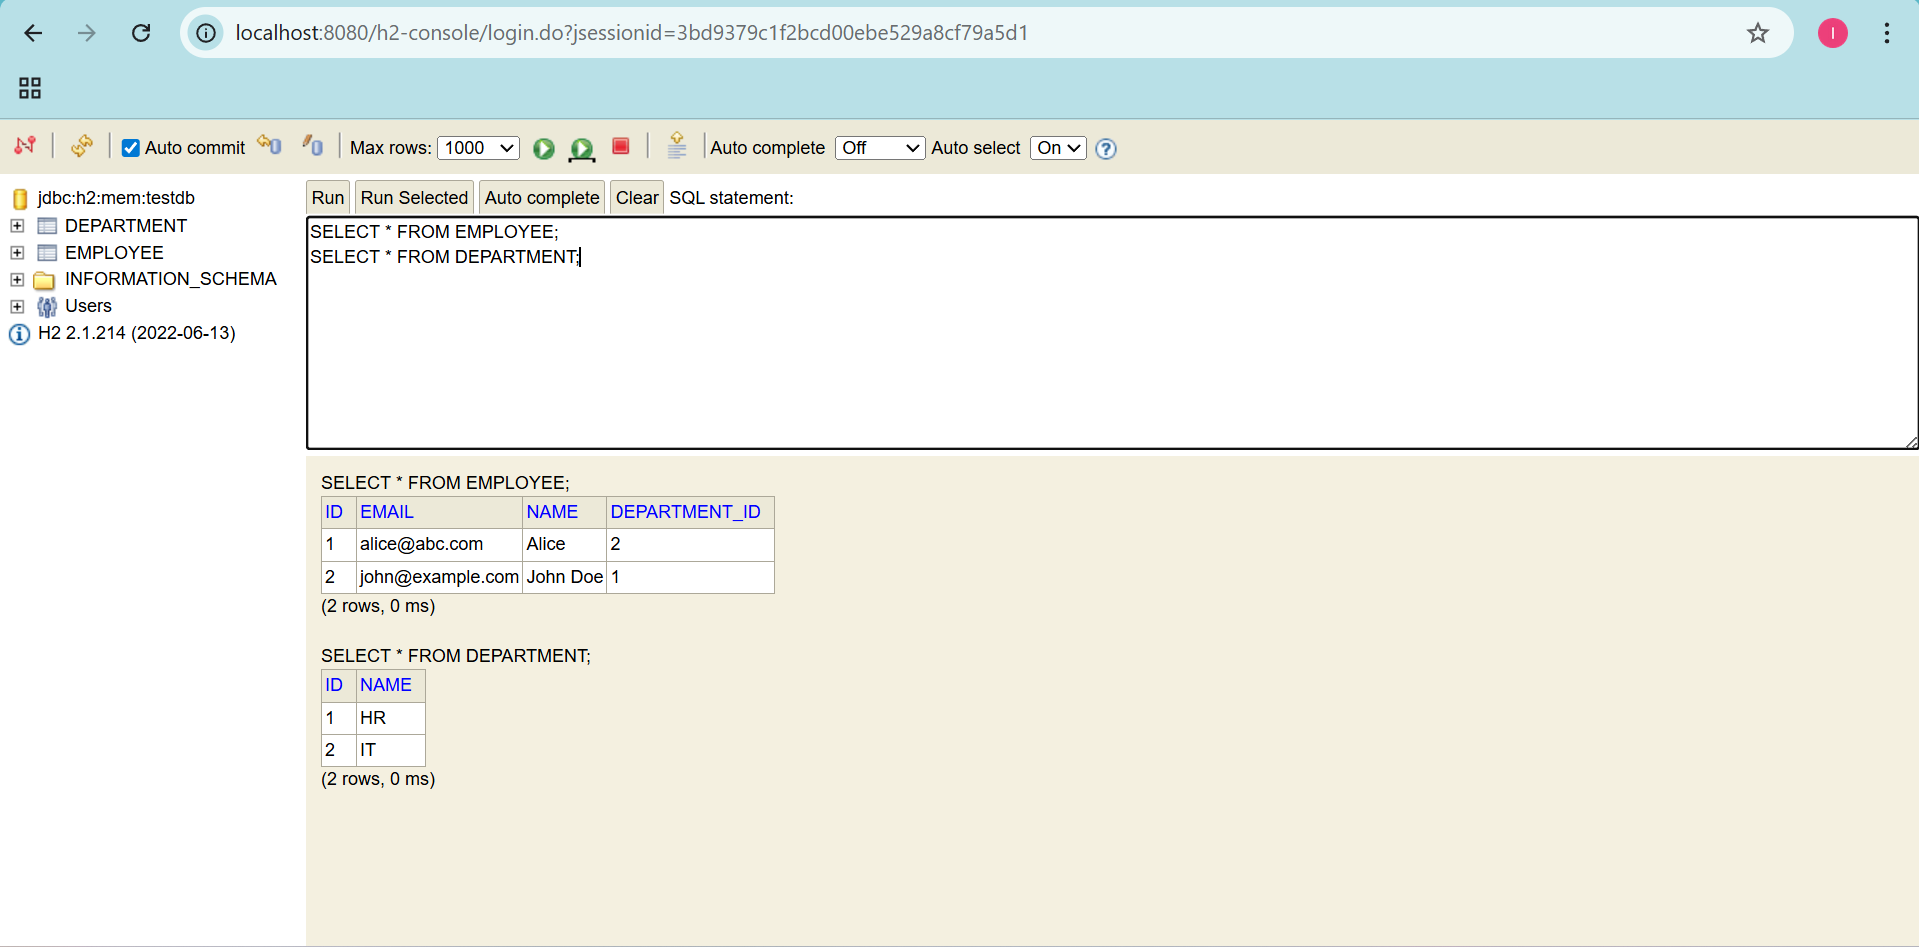 localhost:8080/h2-console/login.do?jsessionid=3bd9379c1f2bcd00ebe529a8cf79a5d1
I
Auto commit Max rows: 1000 Auto complete Off Auto select On ?
jdbc:h2:mem:testdb
DEPARTMENT
EMPLOYEE
INFORMATION_SCHEMA
Users
H2 2.1.214 (2022-06-13)
Run Run Selected Auto complete Clear SQL statement:
SELECT * FROM EMPLOYEE;
SELECT * FROM DEPARTMENT;
SELECT * FROM EMPLOYEE;
ID EMAIL NAME DEPARTMENT_ID
1 alice@abc.com Alice 2
2 john@example.com John Doe 1
(2 rows, 0 ms)
SELECT * FROM DEPARTMENT;
ID NAME
1 HR
2 IT
(2 rows, 0 ms)